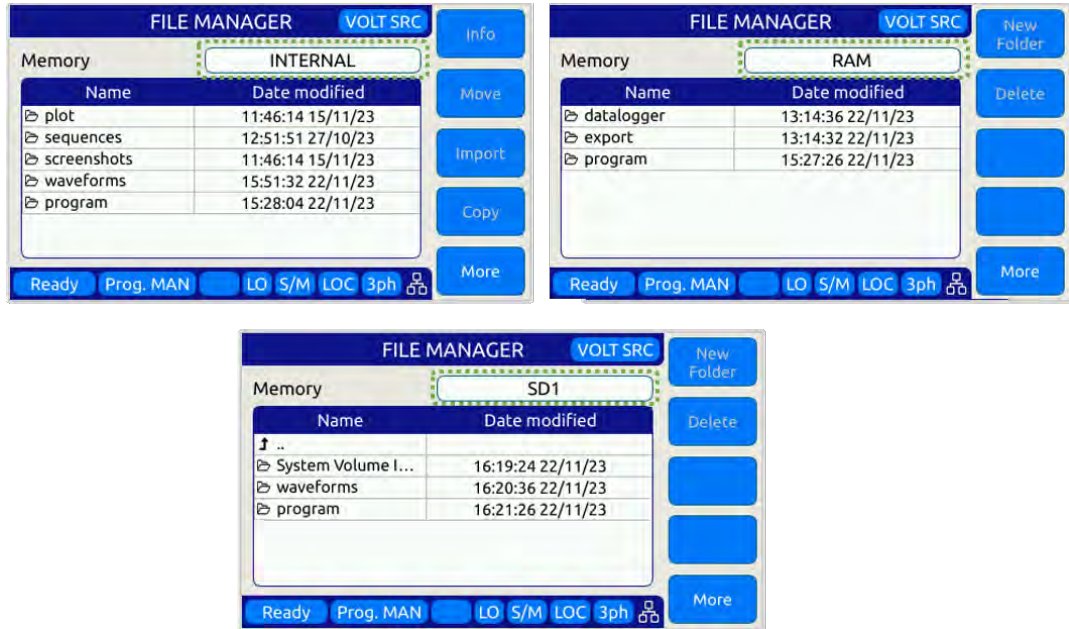 FILE MANAGER VOLT SRC
Memory INTERNAL
Name Date modified
plot 11:46:14 15/11/23
sequences 12:51:51 27/10/23
screenshots 11:46:14 15/11/23
waveforms 15:51:32 22/11/23
program 15:28:04 22/11/23
Ready Prog. MAN LO S/M LOC 3ph
Info
Move
Import
Copy
More
FILE MANAGER VOLT SRC
Memory RAM
Name Date modified
datalogger 13:14:36 22/11/23
export 13:14:32 22/11/23
program 15:27:26 22/11/23
Ready Prog. MAN LO S/M LOC 3ph
New
Folder
Delete
More
FILE MANAGER VOLT SRC
Memory SD1
Name Date modified
..
System Volume I... 16:19:24 22/11/23
waveforms 16:20:36 22/11/23
program 16:21:26 22/11/23
Ready Prog. MAN LO S/M LOC 3ph
New
Folder
Delete
More